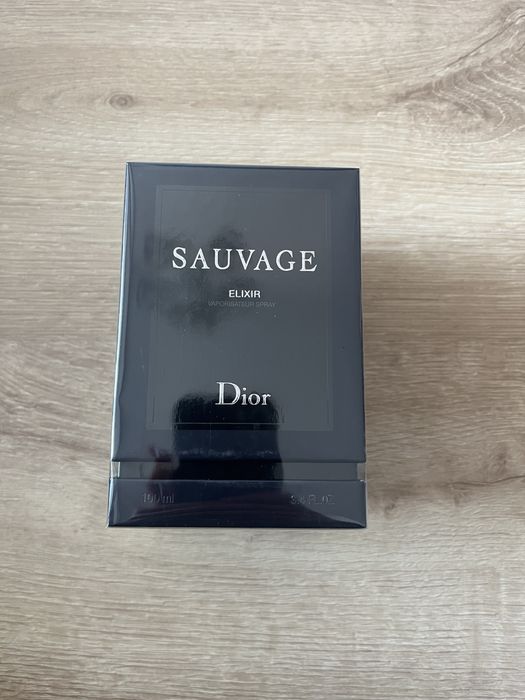 SAUVAGE
ELIXIR
VAPORISATEUR SPRAY
Dior
100 ml 3.4 FL.OZ